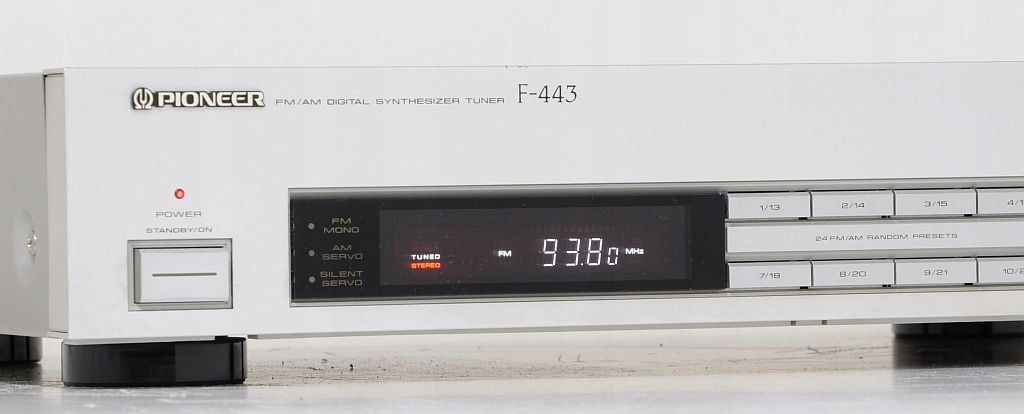 PIONEER FM/AM DIGITAL SYNTHESIZER TUNER F-443
POWER
STANDBY/ON
FM
MONO
AM
SERVO
SILENT
SERVO
TUNED
STEREO
FM 93.80 MHz
1/13 2/14 3/15
24 FM/AM RANDOM PRESETS
7/19 8/20 9/21